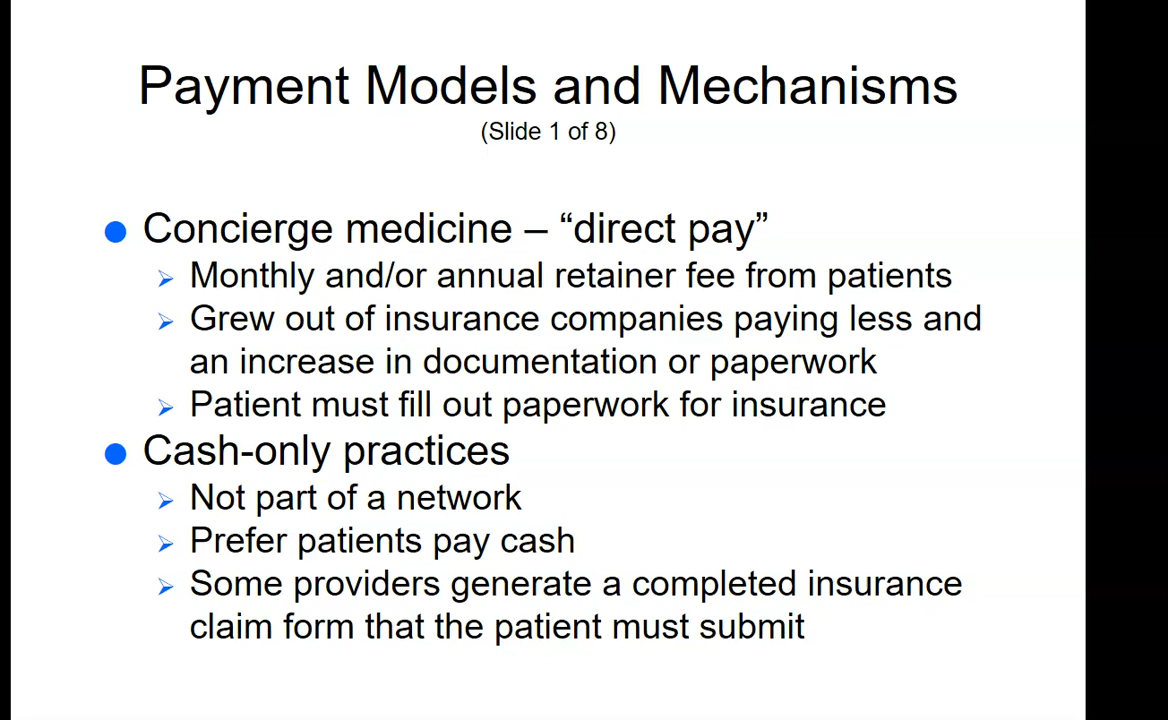 Payment Models and Mechanisms
(Slide 1 of 8)
Concierge medicine – “direct pay”
Monthly and/or annual retainer fee from patients
Grew out of insurance companies paying less and
an increase in documentation or paperwork
Patient must fill out paperwork for insurance
Cash-only practices
Not part of a network
Prefer patients pay cash
Some providers generate a completed insurance
claim form that the patient must submit